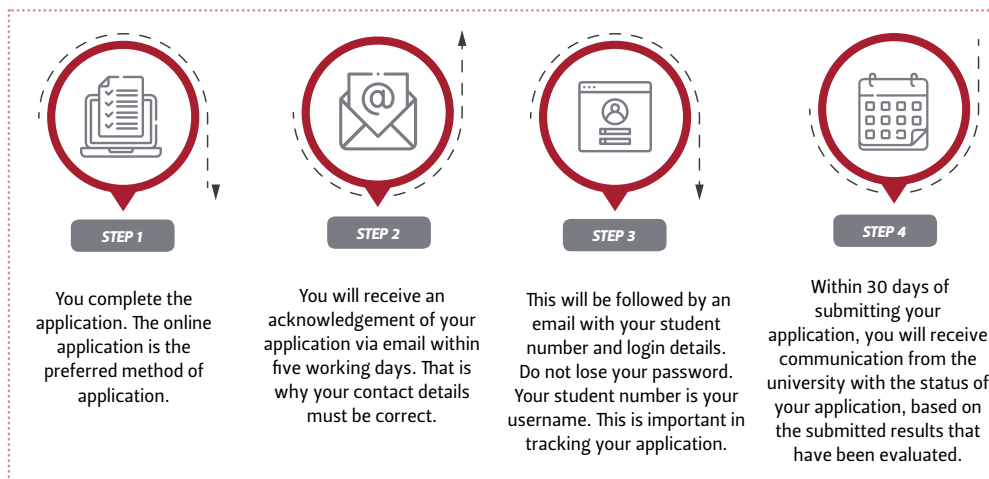 STEP 1
You complete the
application. The online
application is the
preferred method of
application.
STEP 2
You will receive an
acknowledgement of your
application via email within
five working days. That is
why your contact details
must be correct.
STEP 3
This will be followed by an
email with your student
number and login details.
Do not lose your password.
Your student number is your
username. This is important in
tracking your application.
STEP 4
Within 30 days of
submitting your
application, you will receive
communication from the
university with the status of
your application, based on
the submitted results that
have been evaluated.